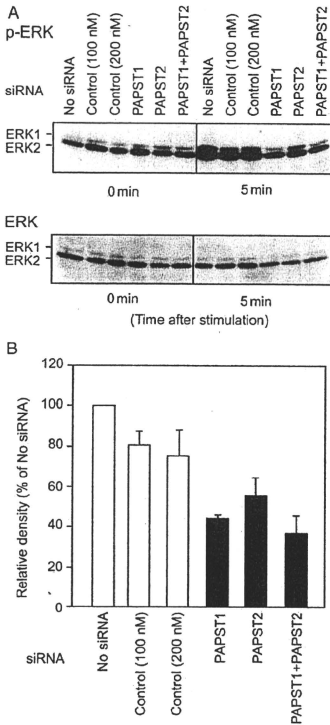 A
p-ERK
siRNA
No siRNA
Control (100 nM)
Control (200 nM)
PAPST1
PAPST2
PAPST1+PAPST2
No siRNA
Control (100 nM)
Control (200 nM)
PAPST1
PAPST2
PAPST1+PAPST2
ERK1
ERK2
0 min
5 min
ERK
ERK1
ERK2
0 min
5 min
(Time after stimulation)
B
Relative density (% of No siRNA)
120
100
80
60
40
20
0
siRNA
No siRNA
Control (100 nM)
Control (200 nM)
PAPST1
PAPST2
PAPST1+PAPST2